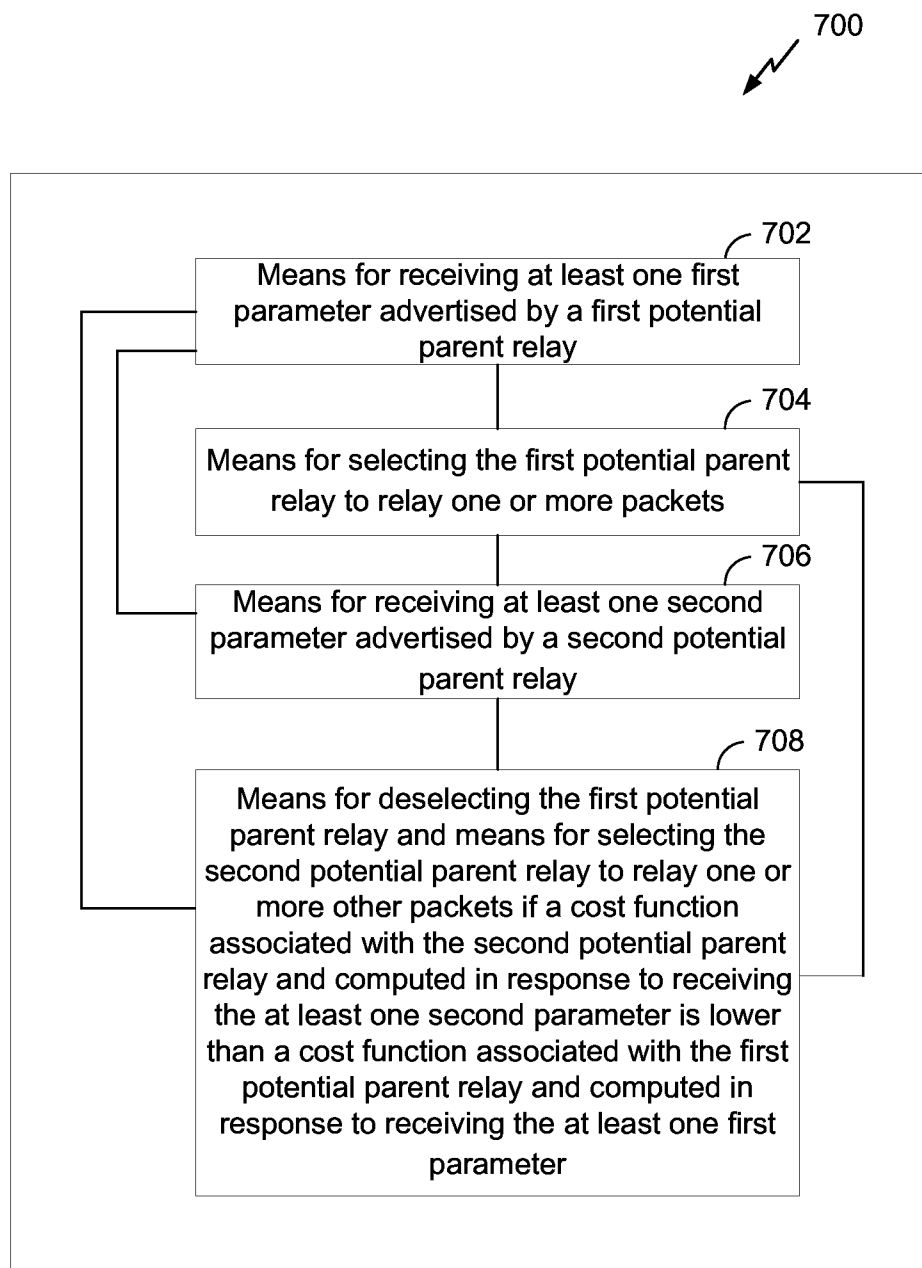 700
702
Means for receiving at least one first
parameter advertised by a first potential
parent relay
704
Means for selecting the first potential parent
relay to relay one or more packets
706
Means for receiving at least one second
parameter advertised by a second potential
parent relay
708
Means for deselecting the first potential
parent relay and means for selecting the
second potential parent relay to relay one or
more other packets if a cost function
associated with the second potential parent
relay and computed in response to receiving
the at least one second parameter is lower
than a cost function associated with the first
potential parent relay and computed in
response to receiving the at least one first
parameter